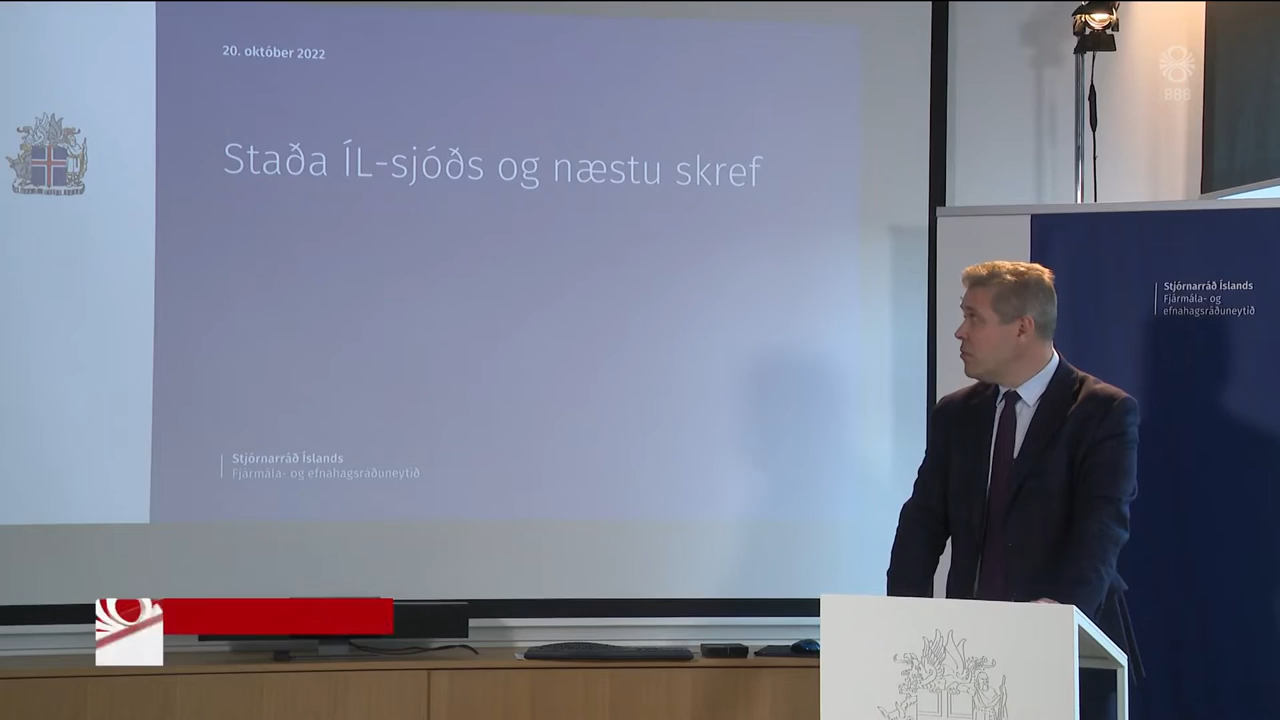 20. október 2022
Staða ÍL-sjóðs og næstu skref
Stjórnarráð Íslands
Fjármála- og efnahagsráðuneytið
888
Stjórnarráð Íslands
Fjármála- og
efnahagsráðuneytið